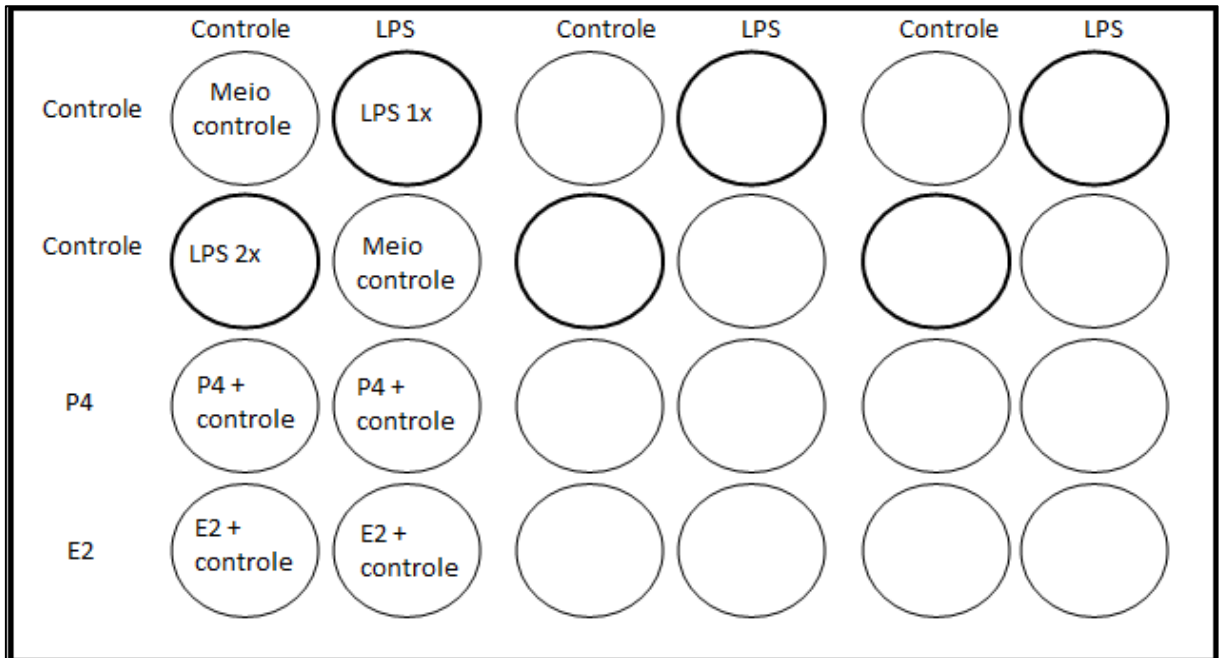 Controle LPS Controle LPS Controle LPS
Controle
Meio
controle
LPS 1x
Controle
LPS 2x
Meio
controle
P4
P4 +
controle
P4 +
controle
E2
E2 +
controle
E2 +
controle